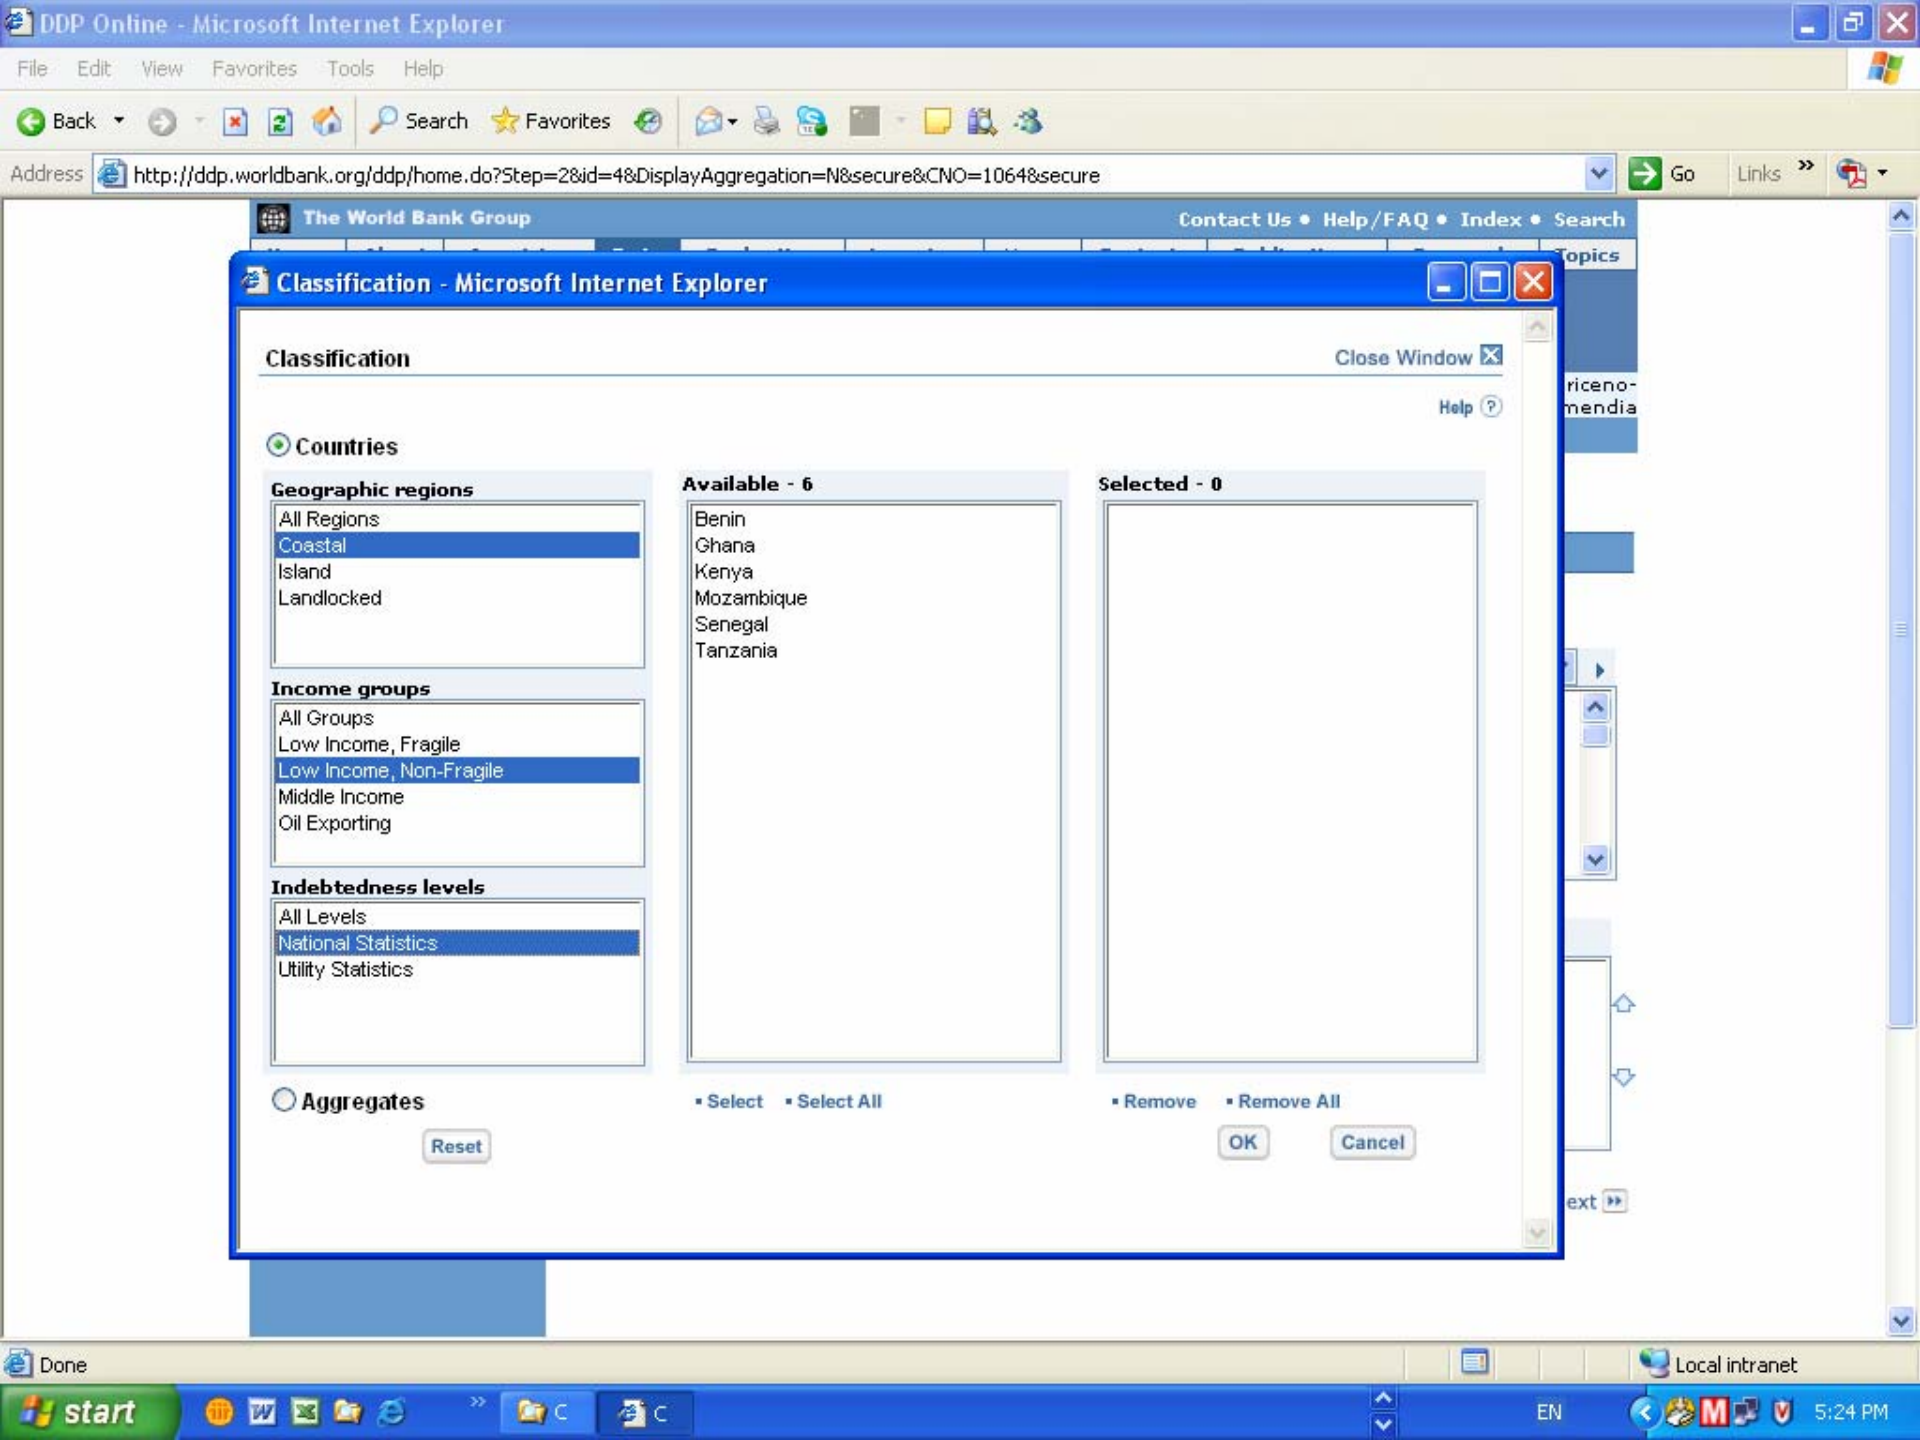 DDP Online - Microsoft Internet Explorer
File Edit View Favorites Tools Help
Back Search Favorites
Address http://ddp.worldbank.org/ddp/home.do?Step=2&id=4&DisplayAggregation=N&secure&CNO=1064&secure Go Links »
The World Bank Group Contact Us • Help/FAQ • Index • Search
Topics
Classification - Microsoft Internet Explorer
Classification Close Window
riceno-
Help ? mendia
Countries
Geographic regions
All Regions
Coastal
Island
Landlocked
Income groups
All Groups
Low Income, Fragile
Low Income, Non-Fragile
Middle Income
Oil Exporting
Indebtedness levels
All Levels
National Statistics
Utility Statistics
Available - 6
Benin
Ghana
Kenya
Mozambique
Senegal
Tanzania
Selected - 0
Aggregates ▪ Select ▪ Select All ▪ Remove ▪ Remove All
Reset OK Cancel
ext
Done Local intranet
start » C C EN 5:24 PM